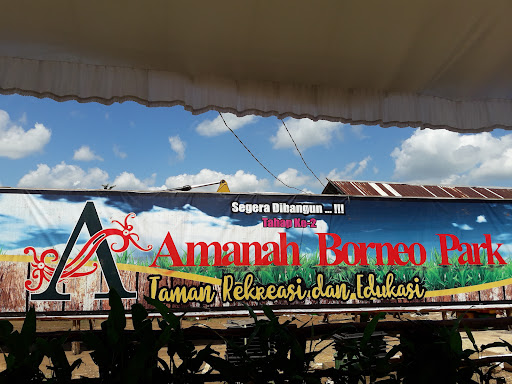 Segera Dibangun ... !!!
Tahap Ke-2
A Amanah Borneo Park
Taman Rekreasi dan Edukasi